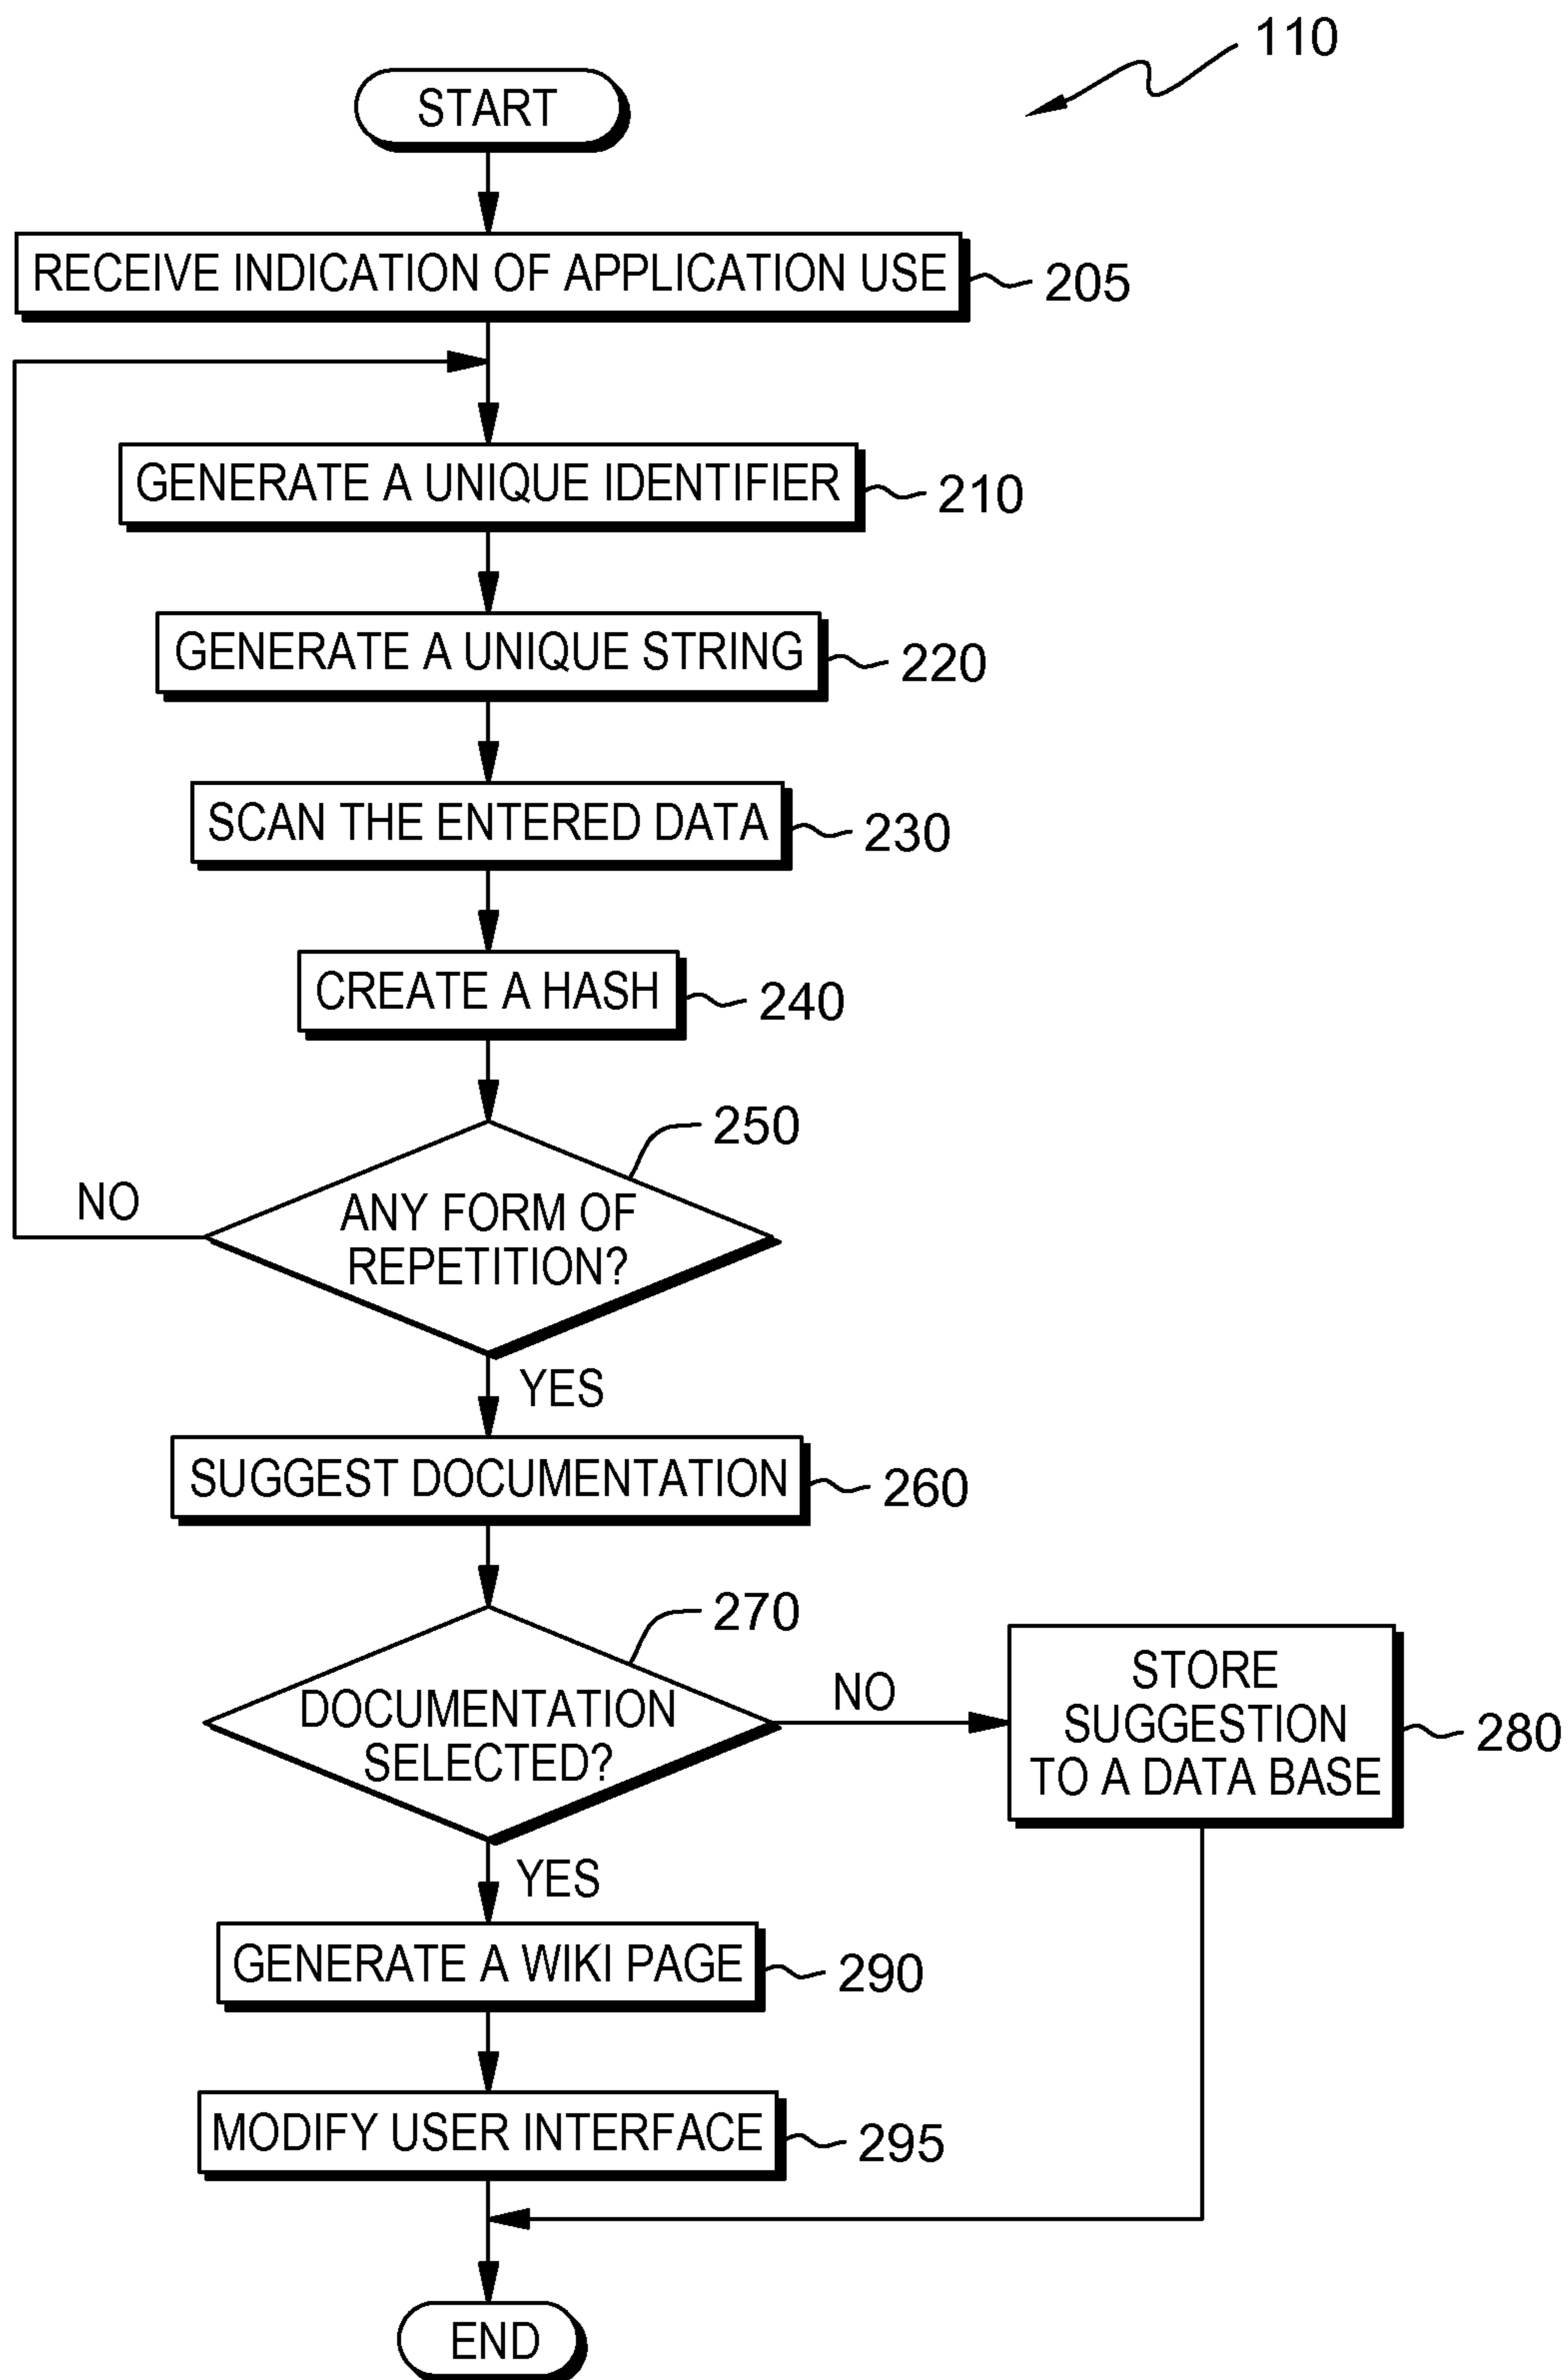 110
START
RECEIVE INDICATION OF APPLICATION USE
205
GENERATE A UNIQUE IDENTIFIER
210
GENERATE A UNIQUE STRING
220
SCAN THE ENTERED DATA
230
CREATE A HASH
240
250
NO
ANY FORM OF
REPETITION?
YES
SUGGEST DOCUMENTATION
260
270
DOCUMENTATION
SELECTED?
NO
STORE
SUGGESTION
TO A DATA BASE
280
YES
GENERATE A WIKI PAGE
290
MODIFY USER INTERFACE
295
END